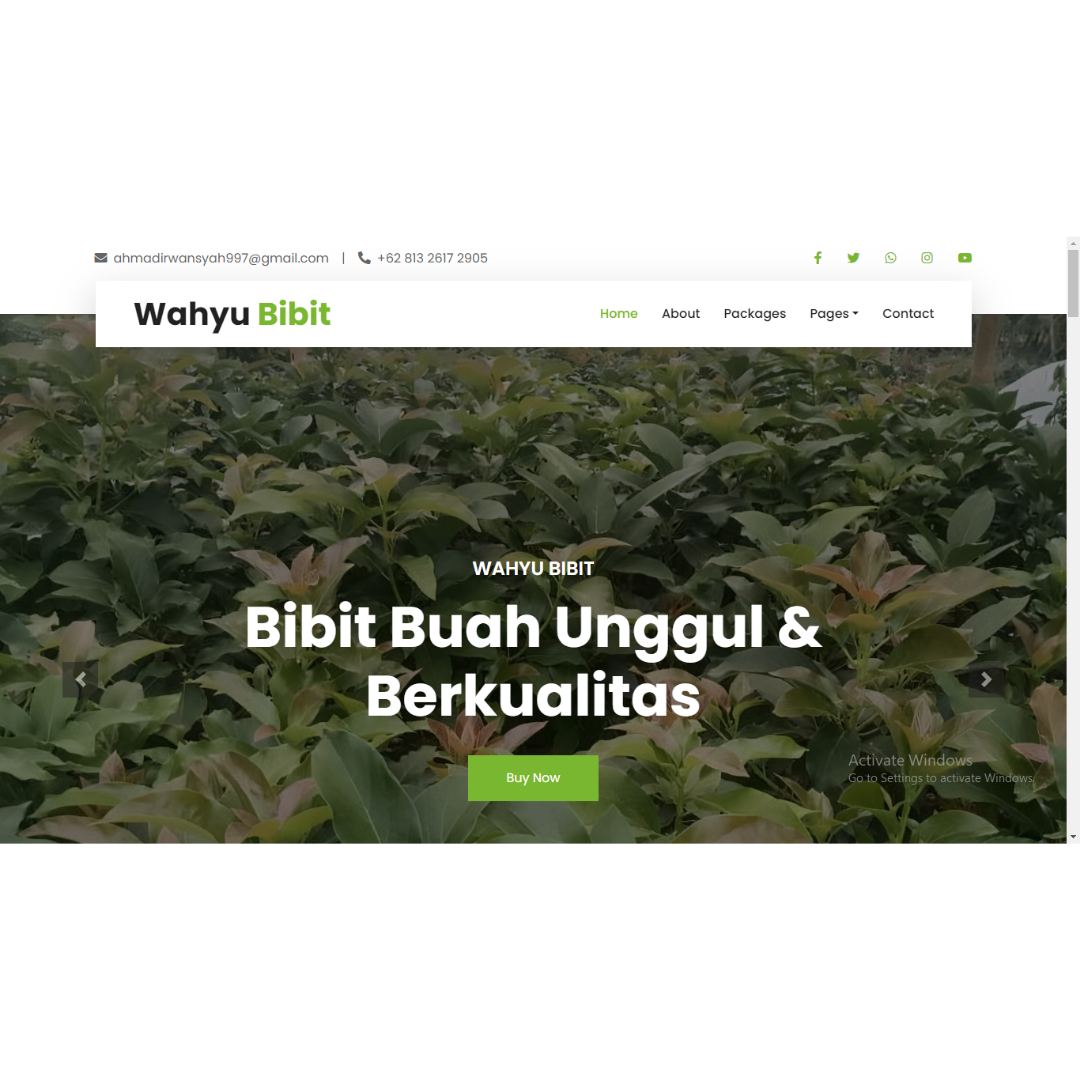 ahmadirwansyah997@gmail.com | +62 813 2617 2905
Wahyu Bibit
Home About Packages Pages Contact
WAHYU BIBIT
Bibit Buah Unggul &
Berkualitas
Buy Now
Activate Windows
Go to Settings to activate Windows.